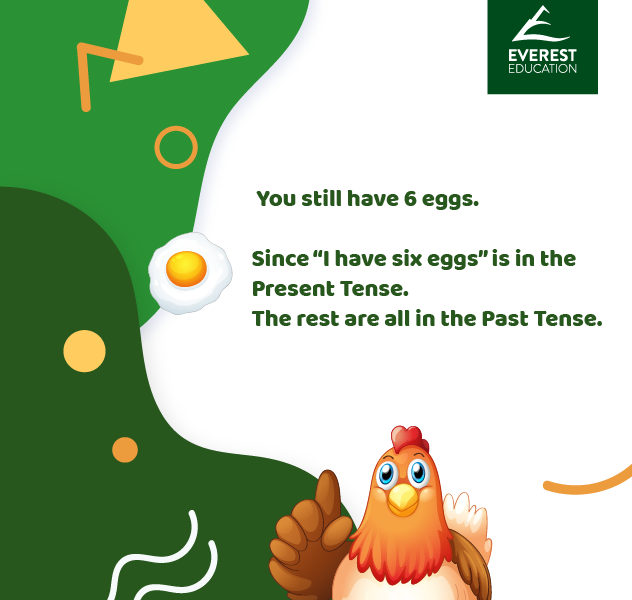 EVEREST
EDUCATION
You still have 6 eggs.
Since “I have six eggs” is in the
Present Tense.
The rest are all in the Past Tense.